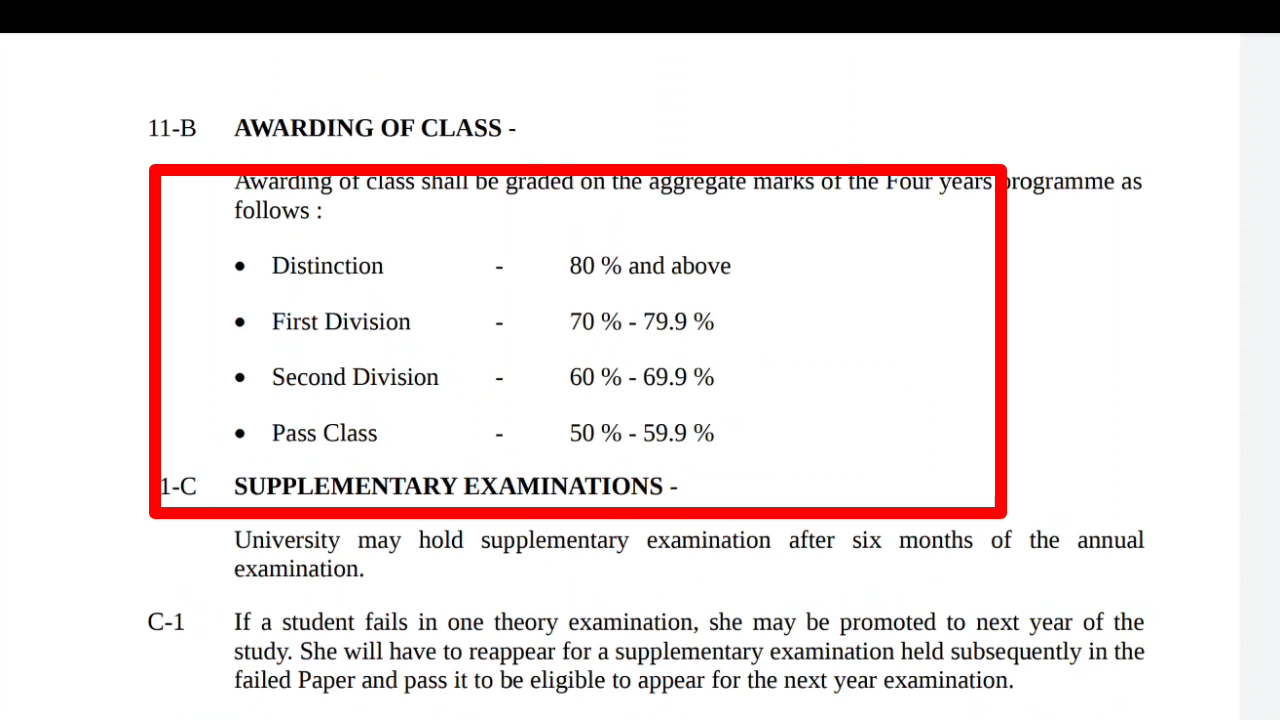 11-B AWARDING OF CLASS -
Awarding of class shall be graded on the aggregate marks of the Four years programme as
follows :
• Distinction - 80 % and above
• First Division - 70 % - 79.9 %
• Second Division - 60 % - 69.9 %
• Pass Class - 50 % - 59.9 %
1-C SUPPLEMENTARY EXAMINATIONS -
University may hold supplementary examination after six months of the annual
examination.
C-1 If a student fails in one theory examination, she may be promoted to next year of the
study. She will have to reappear for a supplementary examination held subsequently in the
failed Paper and pass it to be eligible to appear for the next year examination.